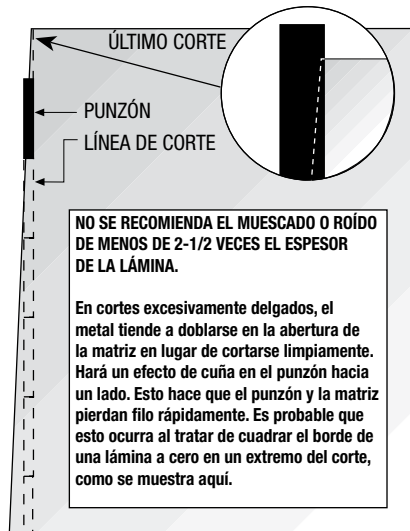 ÚLTIMO CORTE
PUNZÓN
LÍNEA DE CORTE
NO SE RECOMIENDA EL MUESCADO O ROÍDO
DE MENOS DE 2-1/2 VECES EL ESPESOR
DE LA LÁMINA.
En cortes excesivamente delgados, el
metal tiende a doblarse en la abertura de
la matriz en lugar de cortarse limpiamente.
Hará un efecto de cuña en el punzón hacia
un lado. Esto hace que el punzón y la matriz
pierdan filo rápidamente. Es probable que
esto ocurra al tratar de cuadrar el borde de
una lámina a cero en un extremo del corte,
como se muestra aquí.